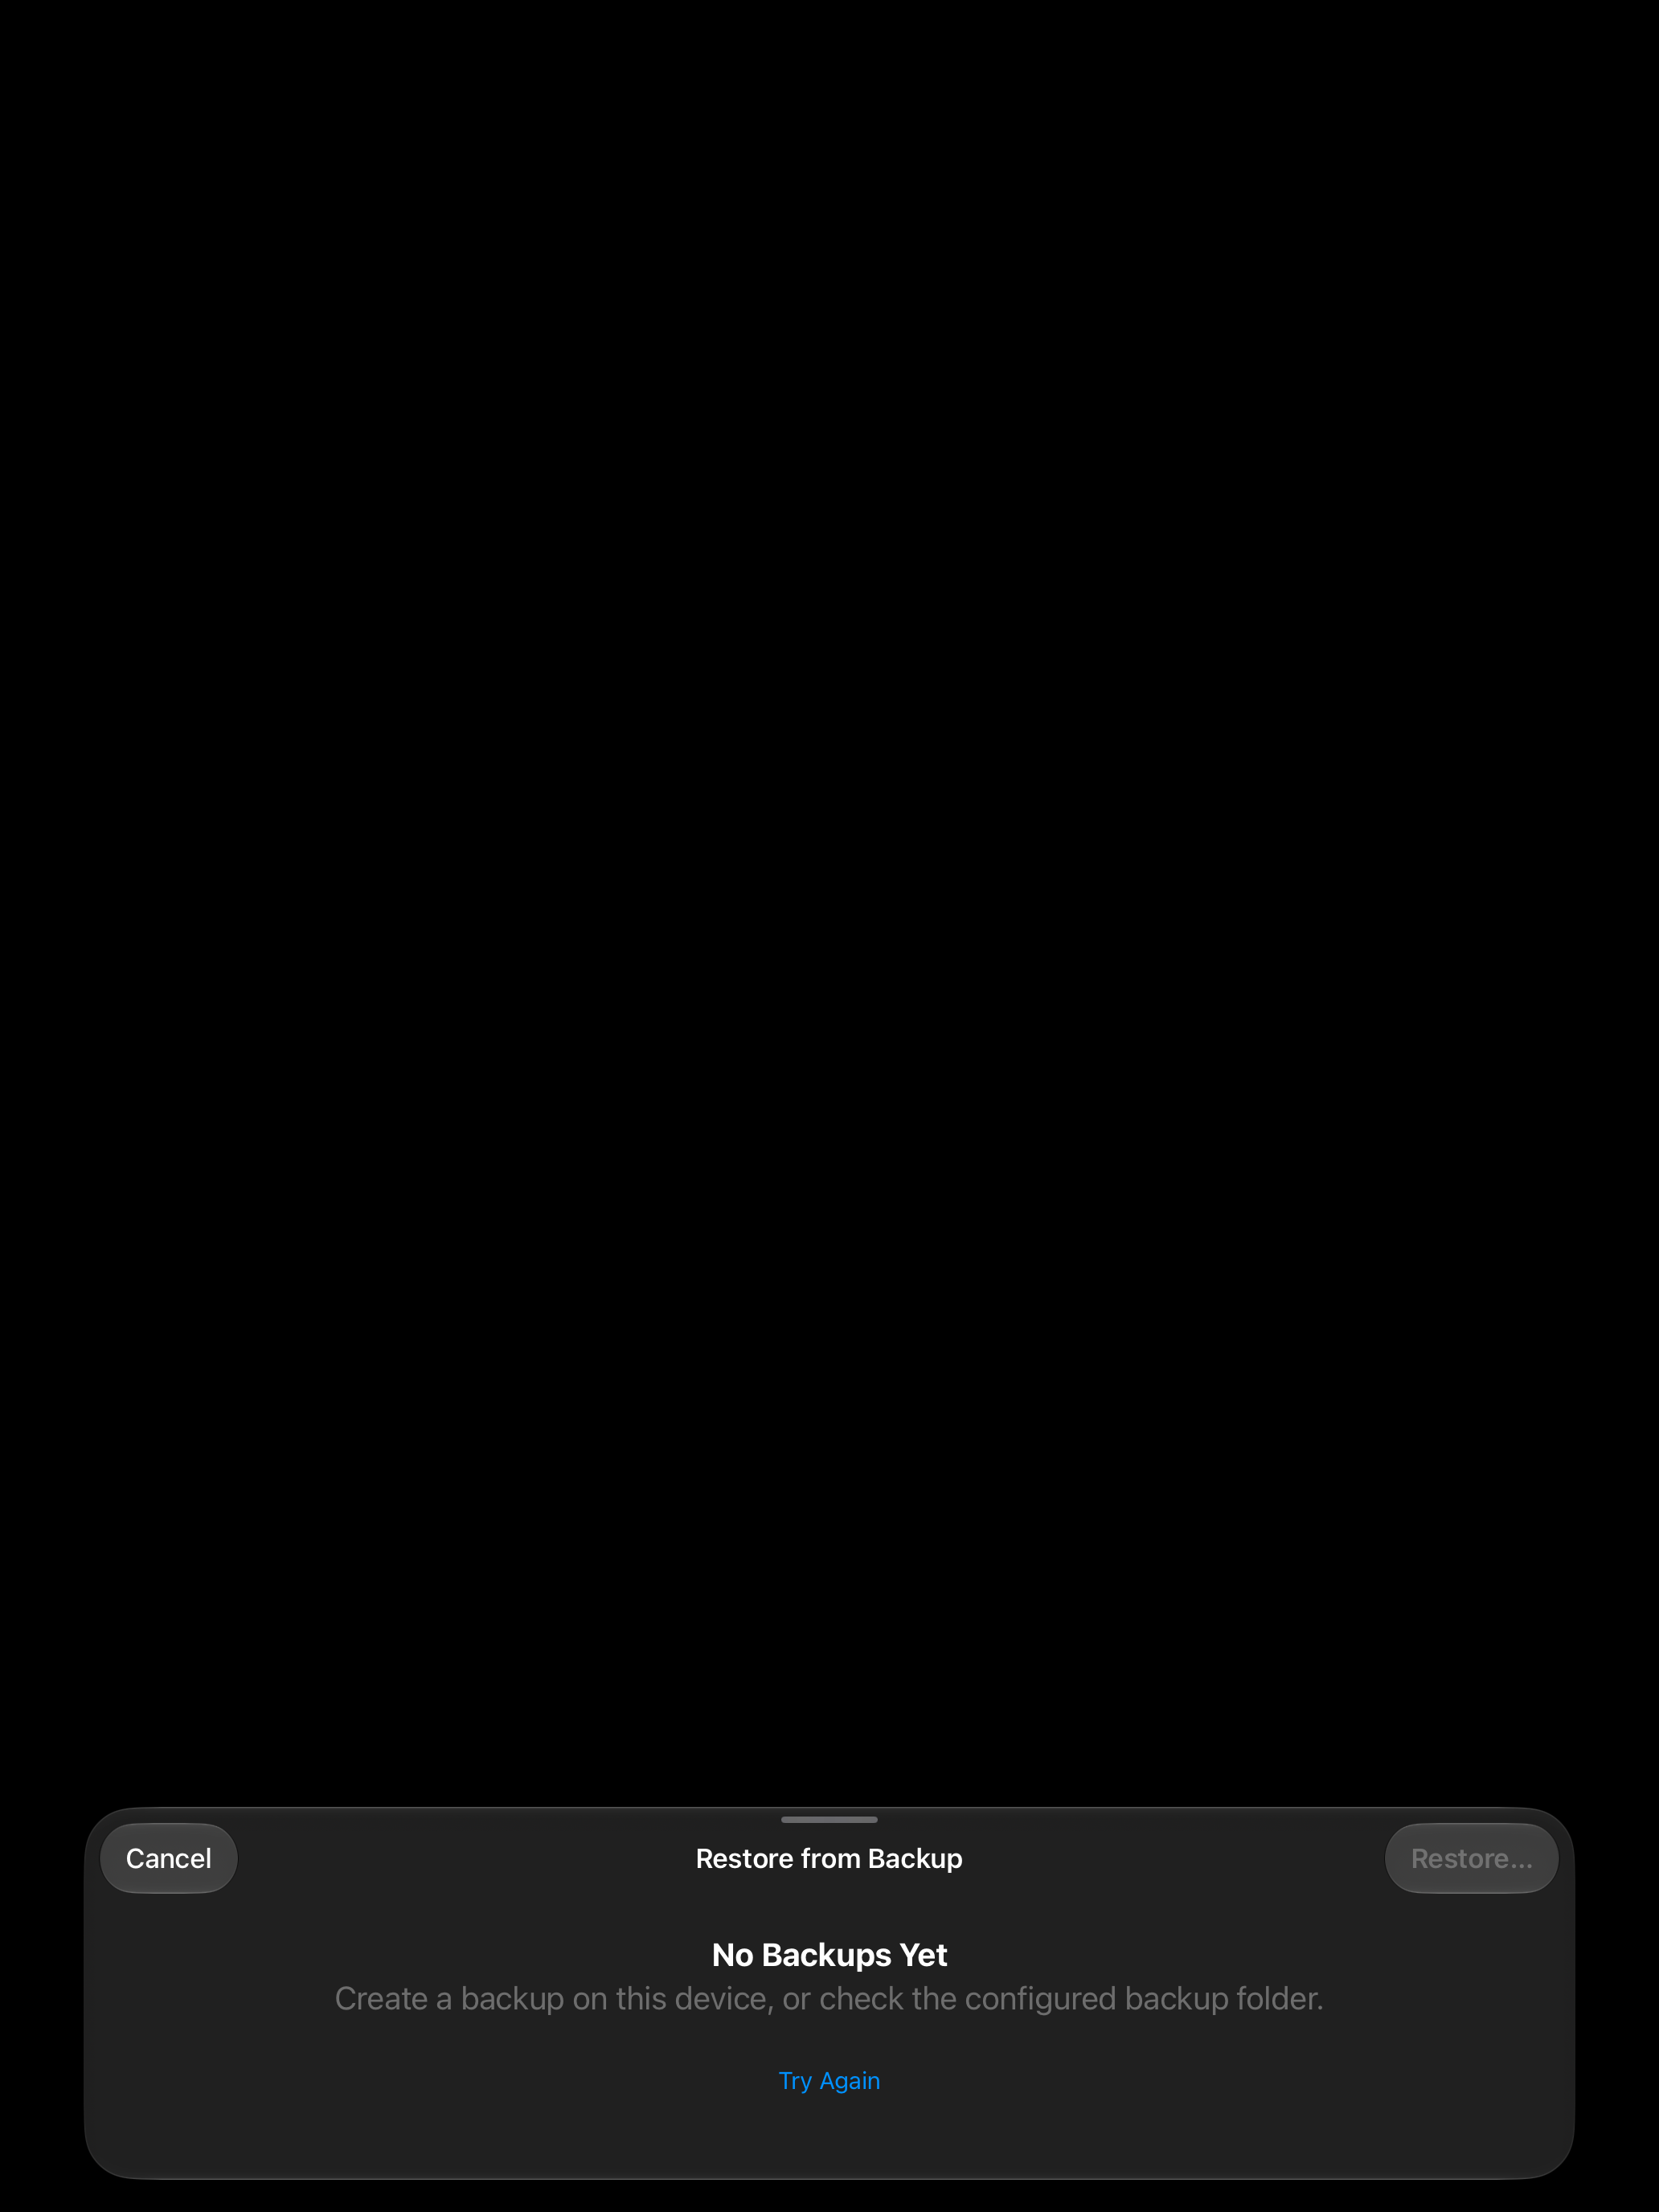 Cancel
Restore from Backup
Restore...
No Backups Yet
Create a backup on this device, or check the configured backup folder.
Try Again